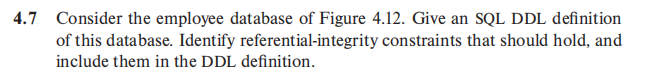 4.7 Consider the employee database of Figure 4.12. Give an SQL DDL definition
of this database. Identify referential-integrity constraints that should hold, and
include them in the DDL definition.